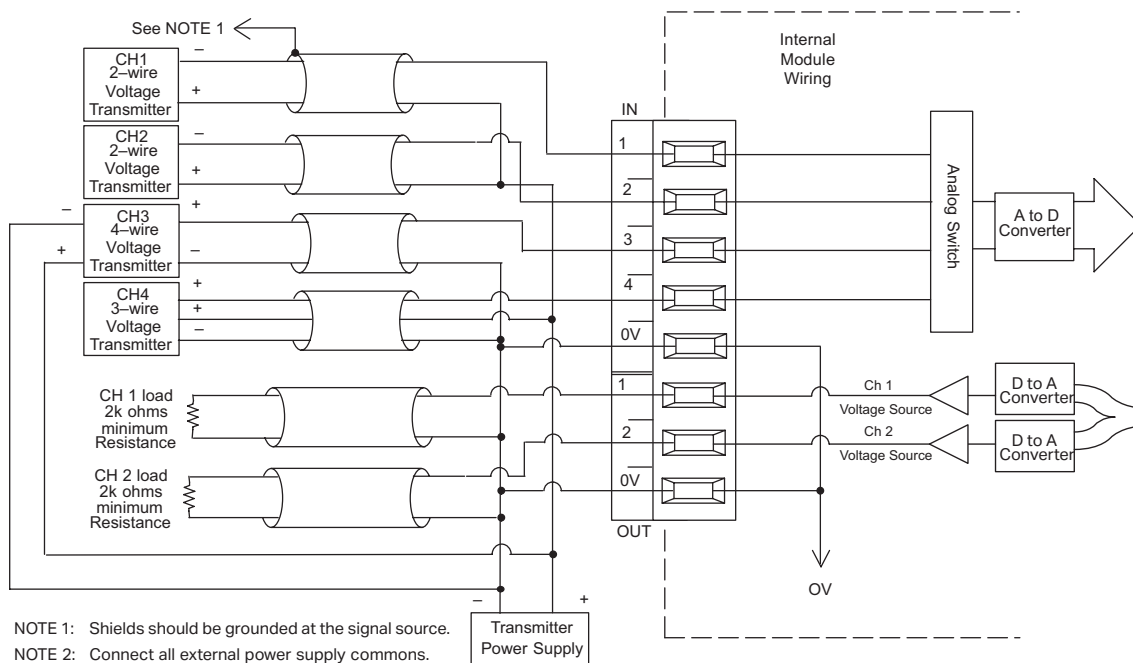 See NOTE 1
CH1
2–wire
Voltage
Transmitter
–
+
CH2
2–wire
Voltage
Transmitter
–
+
–
+
CH3
4–wire
Voltage
Transmitter
+
–
CH4
3–wire
Voltage
Transmitter
+
+
–
CH 1 load
2k ohms
minimum
Resistance
CH 2 load
2k ohms
minimum
Resistance
IN
1
2
3
4
0V
1
2
0V
OUT
Internal
Module
Wiring
Analog Switch
A to D
Converter
Ch 1
Voltage Source
D to A
Converter
Ch 2
Voltage Source
D to A
Converter
OV
–
+
Transmitter
Power Supply
NOTE 1: Shields should be grounded at the signal source.
NOTE 2: Connect all external power supply commons.